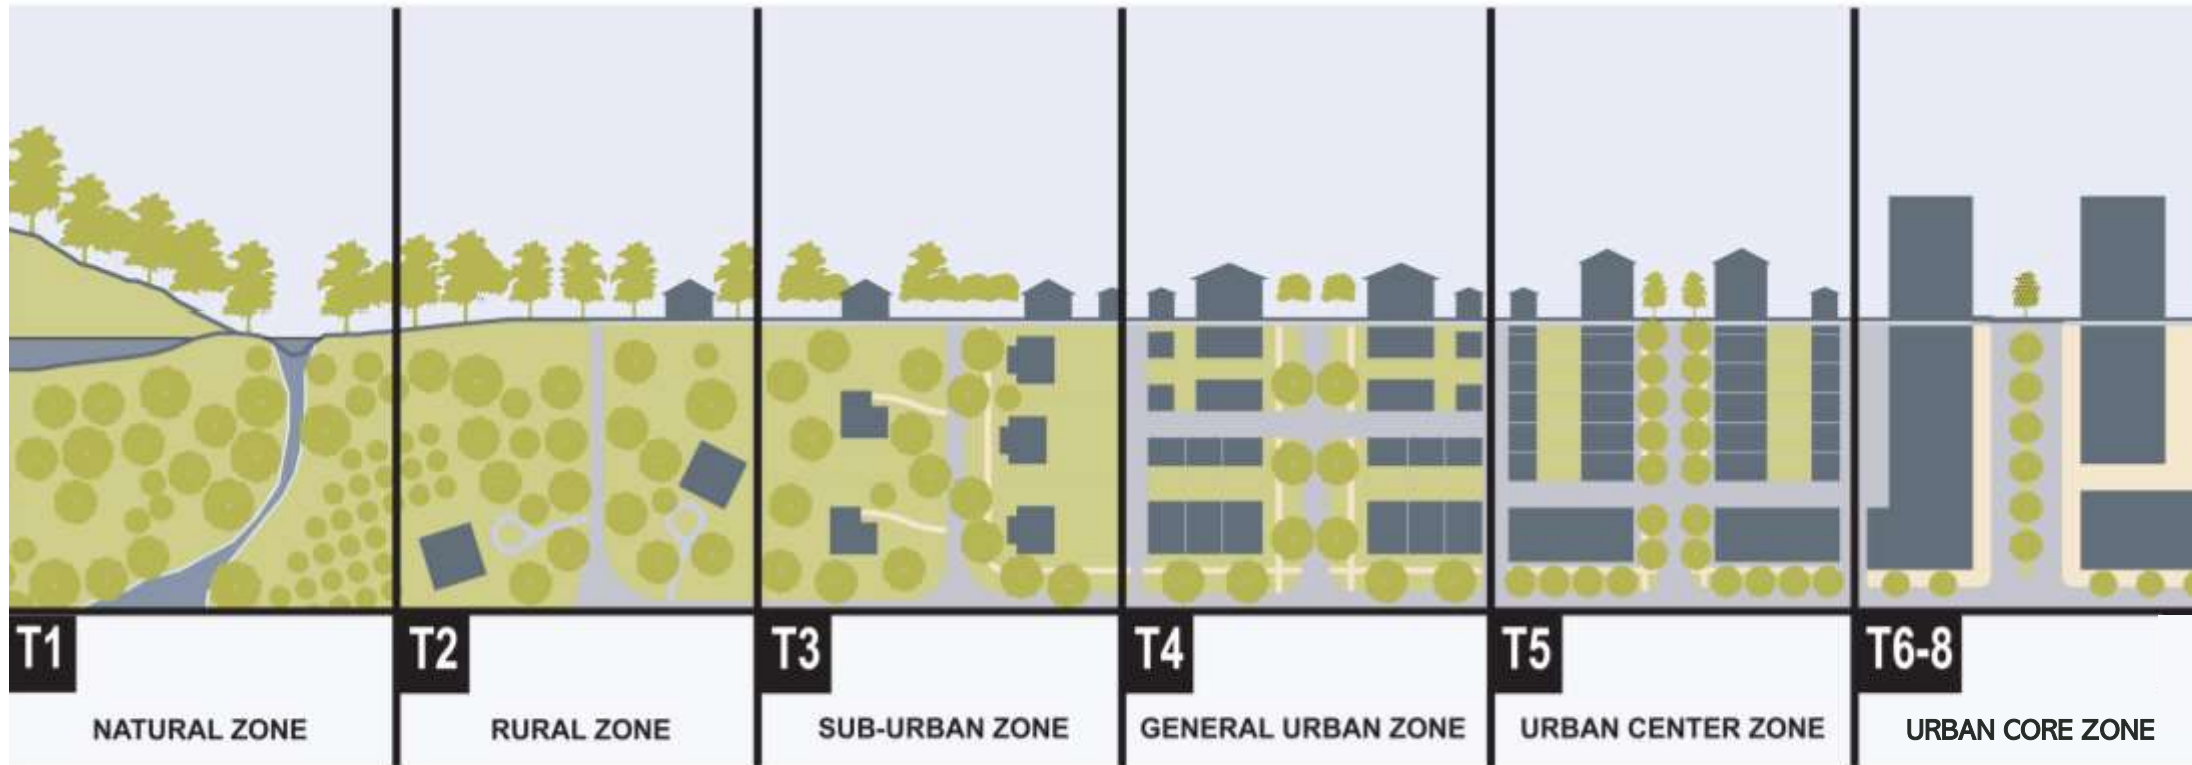 T1
NATURAL ZONE
T2
RURAL ZONE
T3
SUB-URBAN ZONE
T4
GENERAL URBAN ZONE
T5
URBAN CENTER ZONE
T6-8
URBAN CORE ZONE